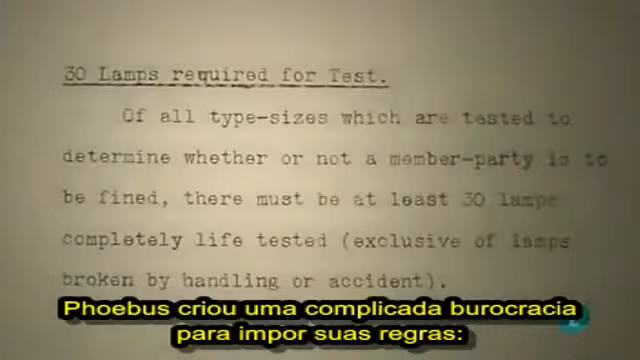 30 Lamps required for Test.
Of all type-sizes which are tested to
determine whether or not a member-party is to
be fined, there must be at least 30 lamps
completely life tested (exclusive of lamps
broken by handling or accident).
Phoebus criou uma complicada burocracia
para impor suas regras: